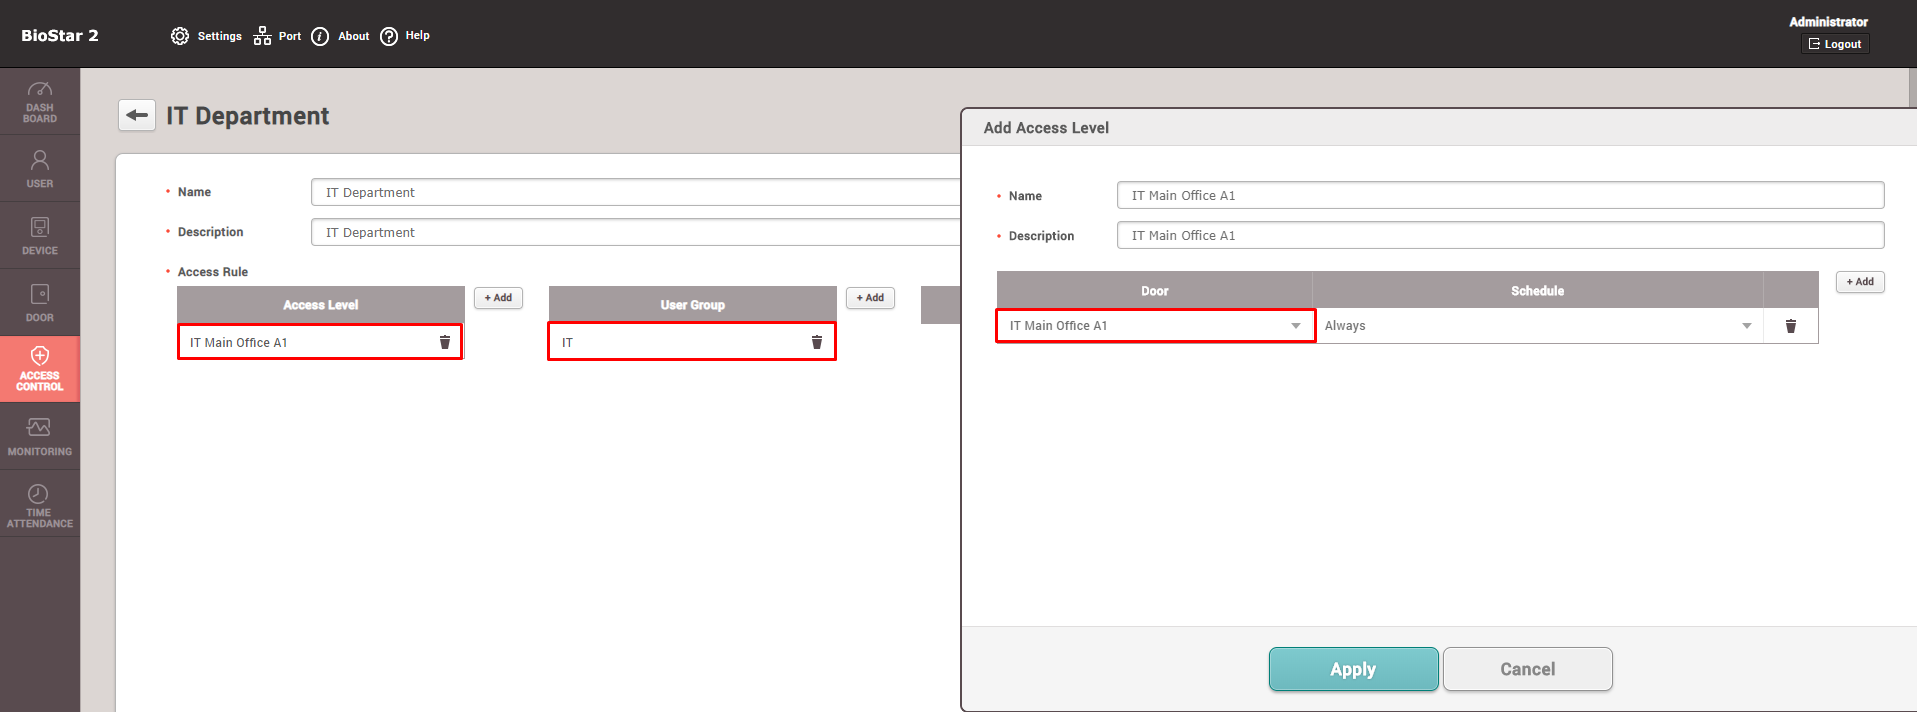 BioStar 2
Settings
Port
About
Help
Administrator
Logout
DASH
BOARD
USER
DEVICE
DOOR
ACCESS
CONTROL
MONITORING
TIME
ATTENDANCE
IT Department
Name
IT Department
Description
IT Department
Access Rule
Access Level
+ Add
User Group
+ Add
IT Main Office A1
IT
Add Access Level
Name
IT Main Office A1
Description
IT Main Office A1
Door
Schedule
+ Add
IT Main Office A1
Always
Apply
Cancel